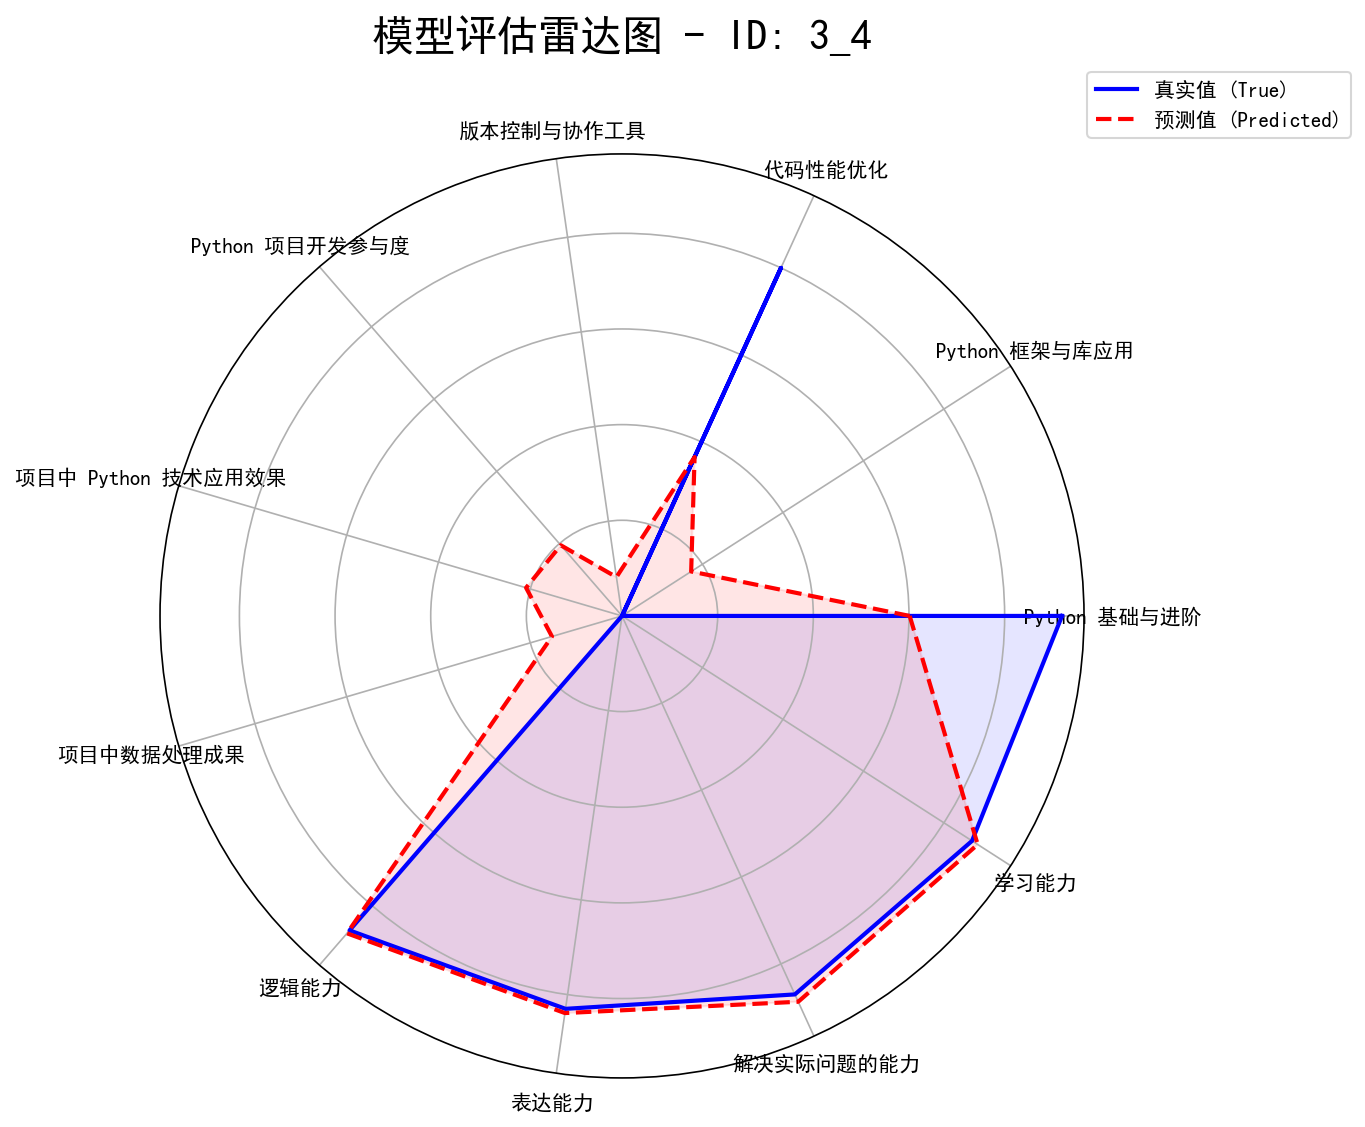 模型评估雷达图 - ID: 3_4
真实值 (True)
预测值 (Predicted)
版本控制与协作工具
代码性能优化
Python 项目开发参与度
Python 框架与库应用
项目中 Python 技术应用效果
Python 基础与进阶
项目中数据处理成果
学习能力
逻辑能力
解决实际问题的能力
表达能力